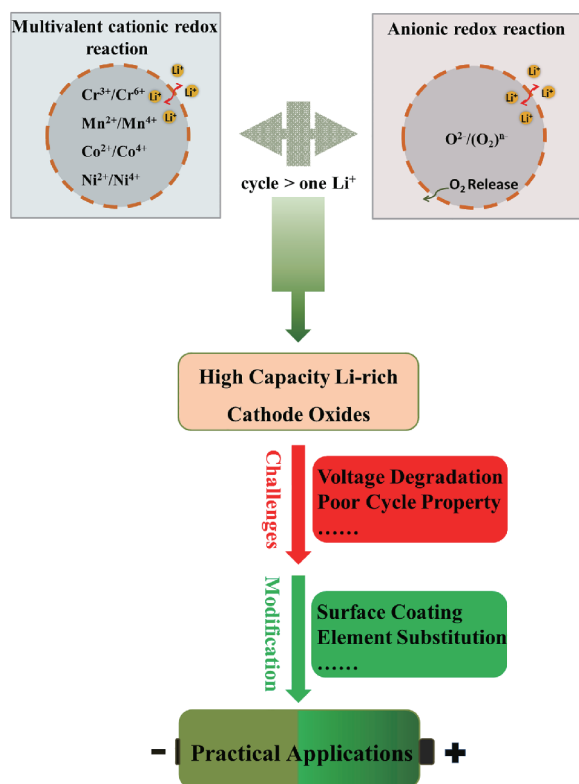 Multivalent cationic redox
reaction
Li⁺
Li⁺
Li⁺
Li⁺
Cr³⁺/Cr⁶⁺
Mn²⁺/Mn⁴⁺
Co²⁺/Co⁴⁺
Ni²⁺/Ni⁴⁺
cycle > one Li⁺
Anionic redox reaction
Li⁺
Li⁺
Li⁺
Li⁺
O²⁻/(O₂)ⁿ⁻
O₂ Release
High Capacity Li-rich
Cathode Oxides
Challenges
Voltage Degradation
Poor Cycle Property
......
Modification
Surface Coating
Element Substitution
......
- Practical Applications +